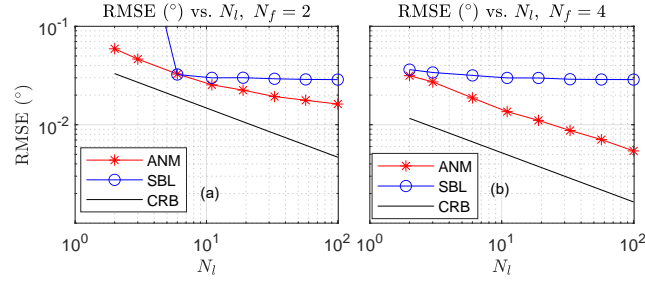 RMSE (°) vs. N_l, N_f = 2
RMSE (°) vs. N_l, N_f = 4
RMSE (°)
10^-1
10^-2
ANM
SBL
CRB
(a)
10^0
10^1
10^2
N_l
ANM
SBL
CRB
(b)
10^0
10^1
10^2
N_l